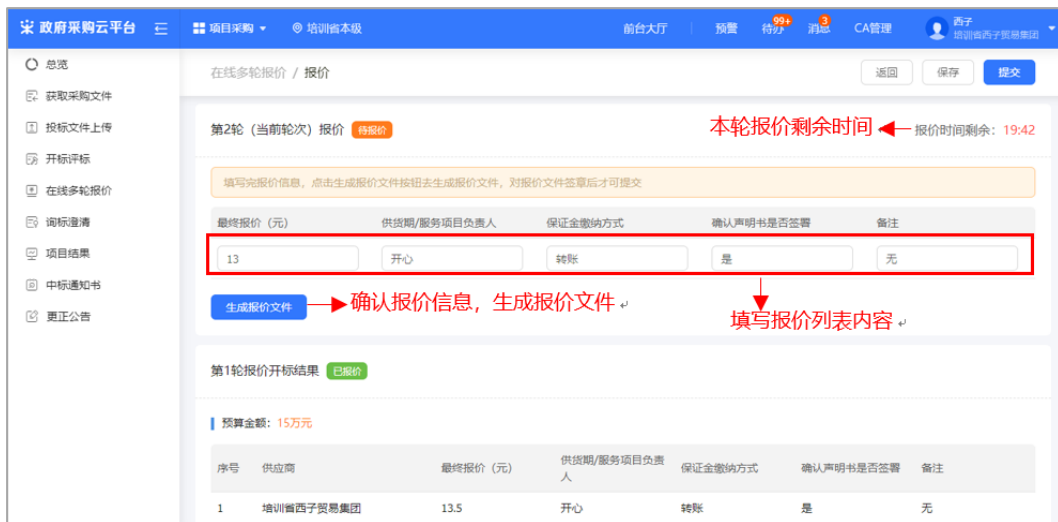 政府采购云平台 项目采购 培训省本级 前台大厅 预警 待办 99+ 消息 3 CA管理 西子
培训省西子贸易集团
总览
获取采购文件
投标文件上传
开标评标
在线多轮报价
询标澄清
项目结果
中标通知书
更正公告
在线多轮报价 / 报价 返回 保存 提交
第2轮（当前轮次）报价 待报价 本轮报价剩余时间 报价时间剩余：19:42
填写完报价信息，点击生成报价文件按钮去生成报价文件，对报价文件签章后才可提交
最终报价（元） 供货期/服务项目负责人 保证金缴纳方式 确认声明书是否签署 备注
13 开心 转账 是 无
生成报价文件 确认报价信息，生成报价文件
填写报价列表内容
第1轮报价开标结果 已报价
预算金额：15万元
序号 供应商 最终报价（元） 供货期/服务项目负责人 保证金缴纳方式 确认声明书是否签署 备注
1 培训省西子贸易集团 13.5 开心 转账 是 无